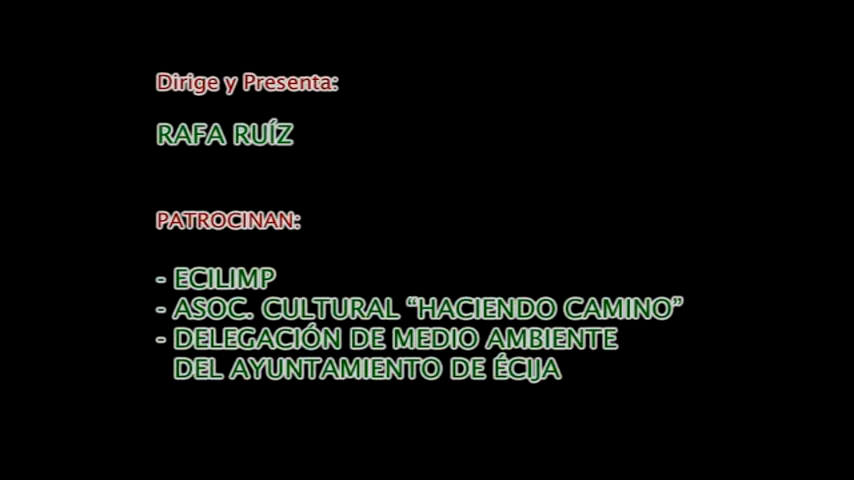 Dirige y Presenta:
RAFA RUÍZ
PATROCINAN:
- ECILIMP
- ASOC. CULTURAL “HACIENDO CAMINO”
- DELEGACIÓN DE MEDIO AMBIENTE
DEL AYUNTAMIENTO DE ÉCIJA